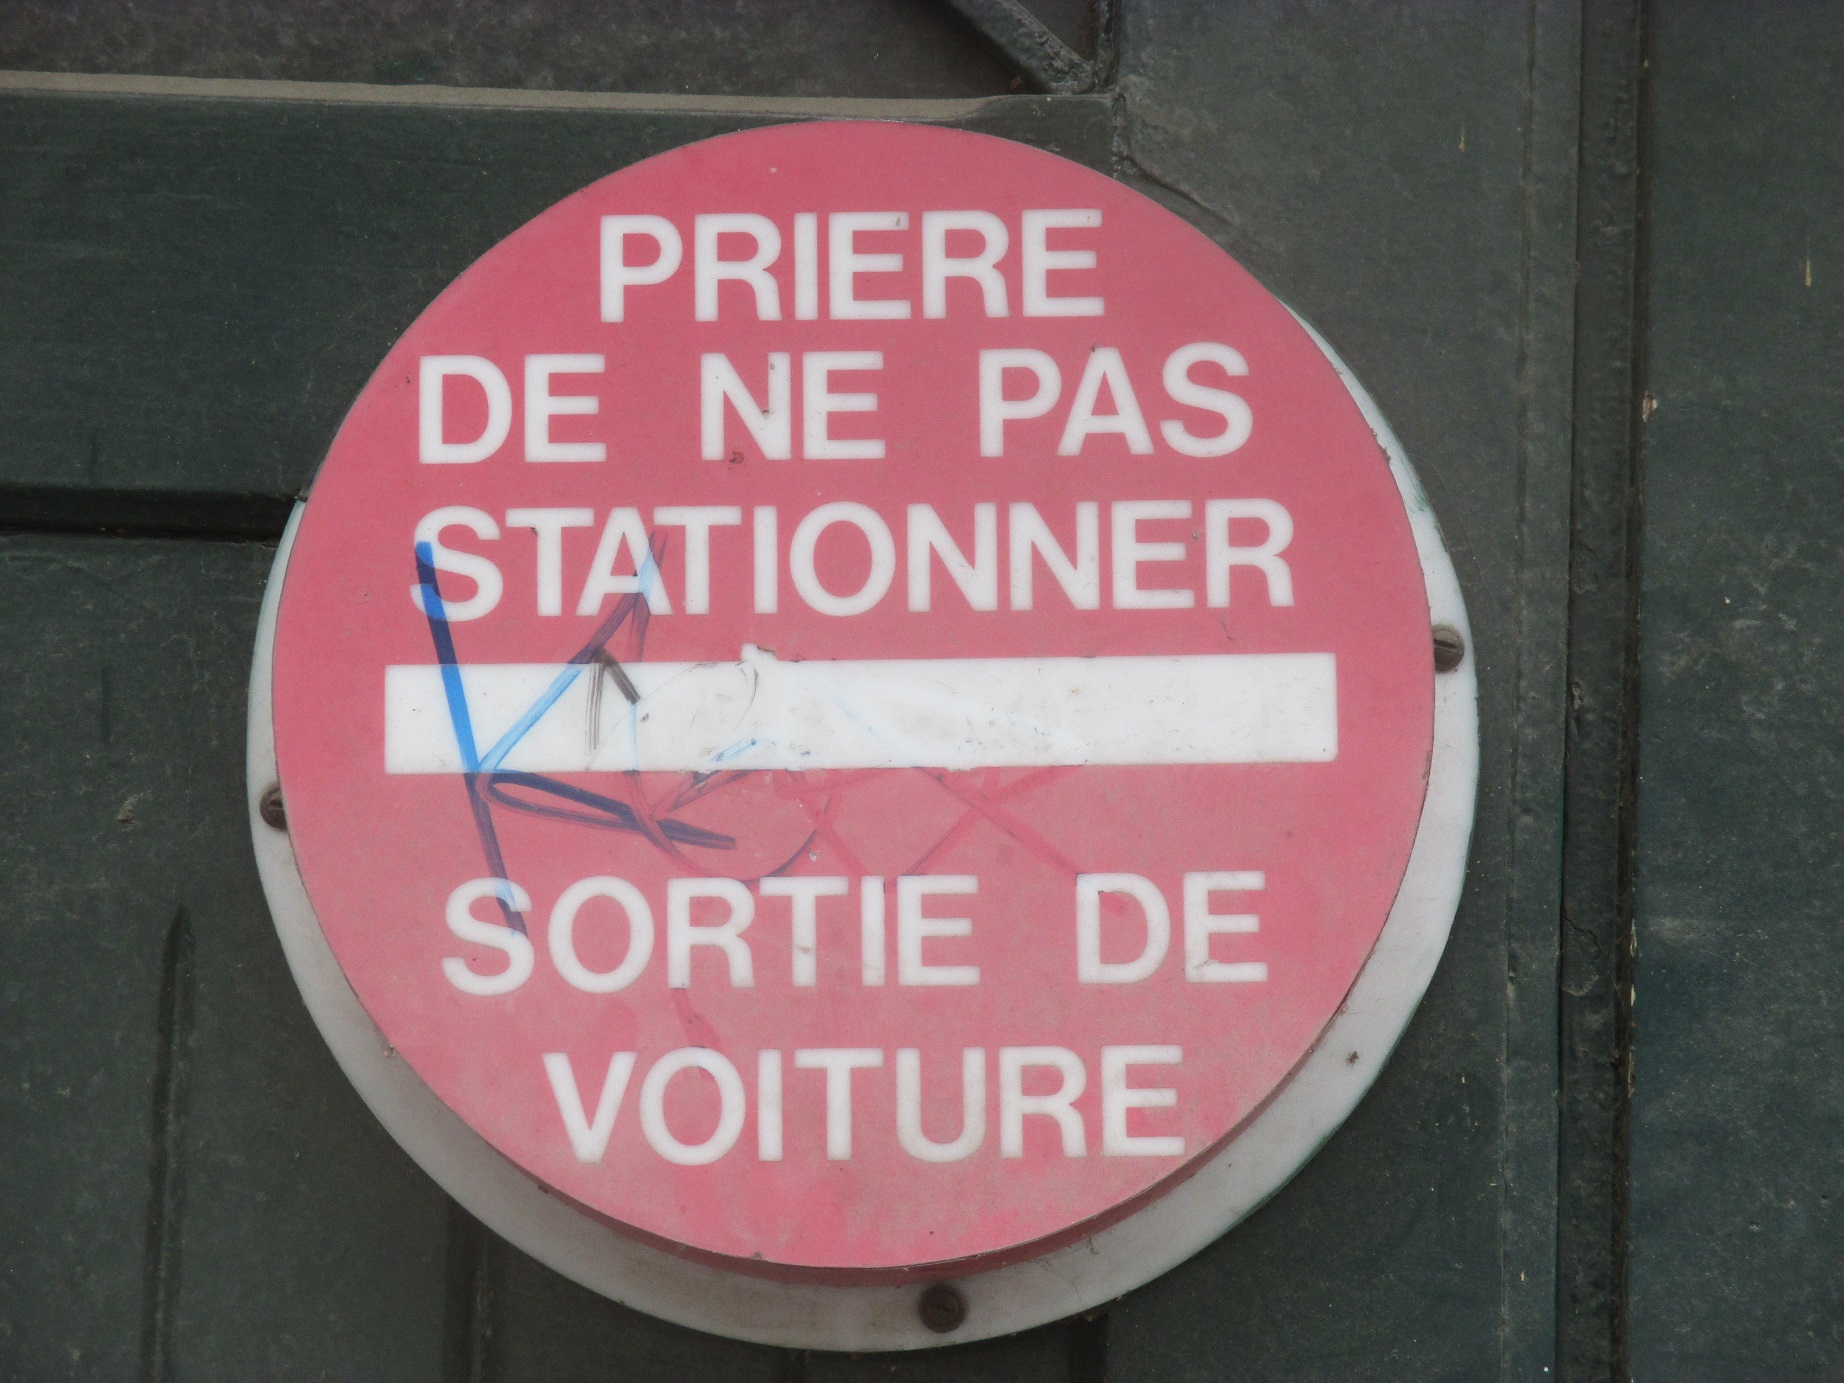 PRIERE
DE NE PAS
STATIONNER
SORTIE DE
VOITURE